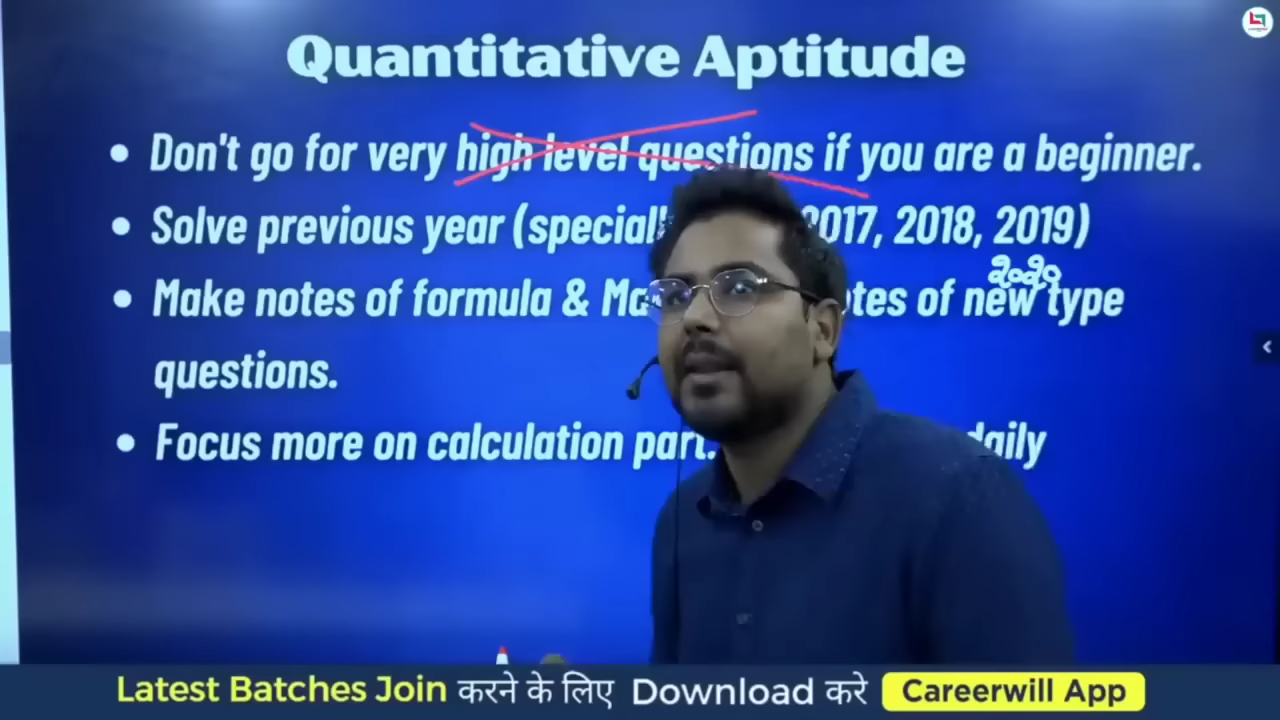 Quantitative Aptitude
• Don't go for very high level questions if you are a beginner.
• Solve previous year (special 2017, 2018, 2019)
2020
• Make notes of formula & Ma tes of new type
questions.
• Focus more on calculation part. daily
Latest Batches Join करने के लिए Download करे Careerwill App